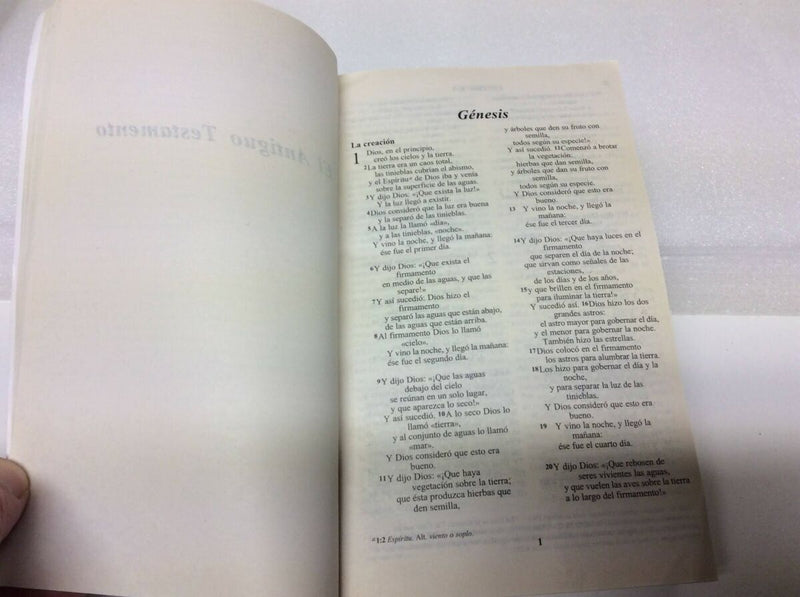 El Antiguo Testamento
Génesis
La creación
1 Dios, en el principio,
creó los cielos y la tierra.
2La tierra era un caos total,
las tinieblas cubrían el abismo,
y el Espírituª de Dios iba y venía
sobre la superficie de las aguas.
3Y dijo Dios: «¡Que exista la luz!»
Y la luz llegó a existir.
4Dios consideró que la luz era buena
y la separó de las tinieblas.
5A la luz la llamó «día»,
y a las tinieblas, «noche».
Y vino la noche, y llegó la mañana:
ése fue el primer día.
6Y dijo Dios: «¡Que exista el
firmamento
en medio de las aguas, y que las
separe!»
7Y así sucedió: Dios hizo el
firmamento
y separó las aguas que están abajo,
de las aguas que están arriba.
8Al firmamento Dios lo llamó
«cielo».
Y vino la noche, y llegó la mañana:
ése fue el segundo día.
9Y dijo Dios: «¡Que las aguas
debajo del cielo
se reúnan en un solo lugar,
y que aparezca lo seco!»
Y así sucedió. 10A lo seco Dios lo
llamó «tierra»,
y al conjunto de aguas lo llamó
«mar».
Y Dios consideró que esto era
bueno.
11Y dijo Dios: «¡Que haya
vegetación sobre la tierra;
que ésta produzca hierbas que
den semilla,
y árboles que den su fruto con
semilla,
todos según su especie!»
Y así sucedió. 12Comenzó a brotar
la vegetación:
hierbas que dan semilla,
y árboles que dan su fruto con
semilla,
todos según su especie.
Y Dios consideró que esto era
bueno.
13 Y vino la noche, y llegó la
mañana:
ése fue el tercer día.
14Y dijo Dios: «¡Que haya luces en el
firmamento
que separen el día de la noche;
que sirvan como señales de las
estaciones,
de los días y de los años,
15y que brillen en el firmamento
para iluminar la tierra!»
Y sucedió así. 16Dios hizo los dos
grandes astros:
el astro mayor para gobernar el día,
y el menor para gobernar la noche.
También hizo las estrellas.
17Dios colocó en el firmamento
los astros para alumbrar la tierra.
18Los hizo para gobernar el día y la
noche,
y para separar la luz de las
tinieblas.
Y Dios consideró que esto era
bueno.
19 Y vino la noche, y llegó la
mañana:
ése fue el cuarto día.
20Y dijo Dios: «¡Que rebosen de
seres vivientes las aguas,
y que vuelen las aves sobre la tierra
a lo largo del firmamento!»
ª1:2 Espíritu. Alt. viento o soplo.
1